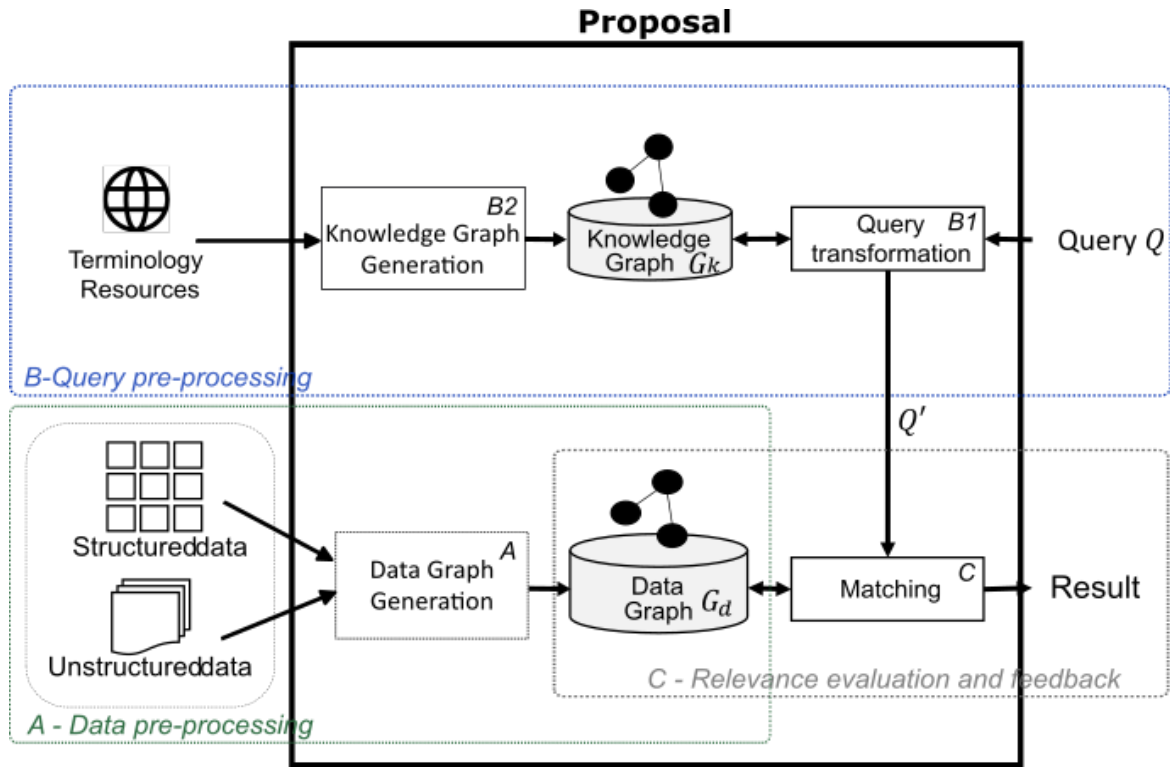 Proposal
B2
Knowledge Graph
Generation
Knowledge
Graph Gk
Query B1
transformation
Query Q
Terminology
Resources
B-Query pre-processing
Q'
Structureddata
Unstructureddata
A
Data Graph
Generation
Data
Graph G_d
C
Matching
Result
C - Relevance evaluation and feedback
A - Data pre-processing